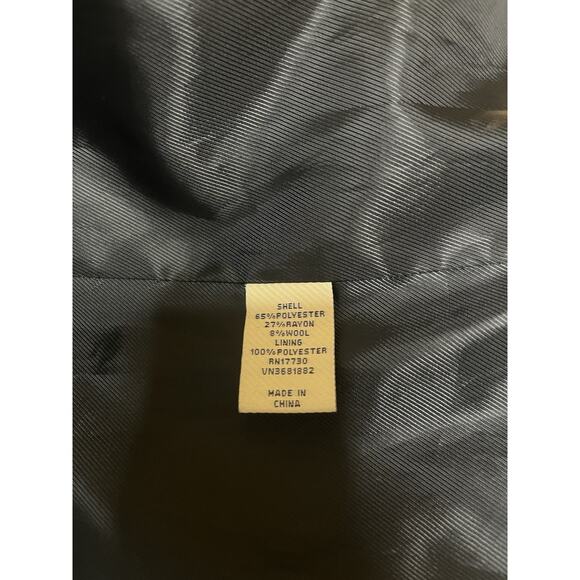 SHELL
65%POLYESTER
27%RAYON
8%WOOL
LINING
100%POLYESTER
RN17730
VN3681882
MADE IN
CHINA